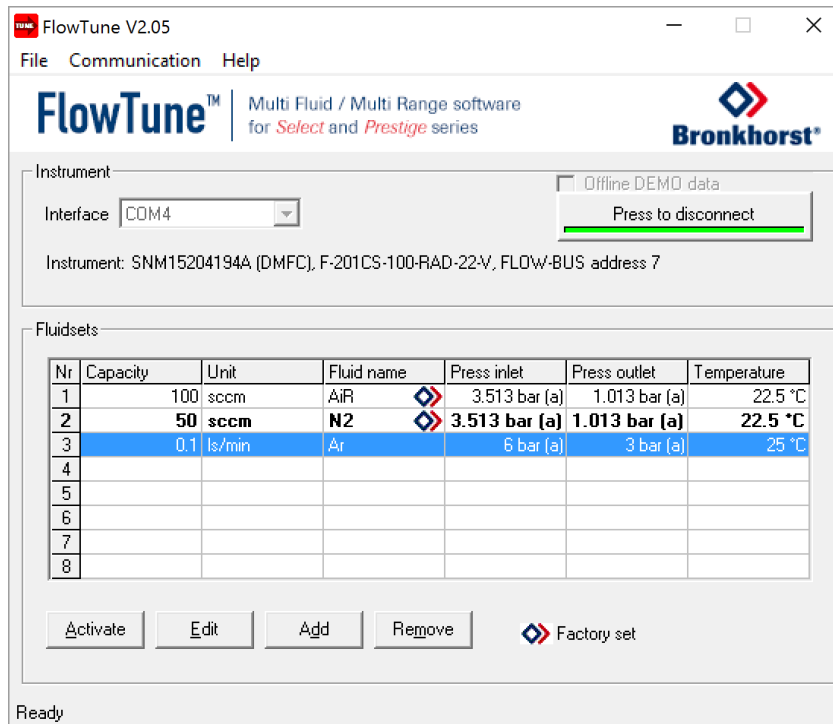 TUNE FlowTune V2.05
File Communication Help
FlowTune™
Multi Fluid / Multi Range software
for Select and Prestige series
Bronkhorst®
Instrument
Offline DEMO data
Interface COM4 Press to disconnect
Instrument: SNM15204194A (DMFC), F-201CS-100-RAD-22-V, FLOW-BUS address 7
Fluidsets
Nr Capacity Unit Fluid name Press inlet Press outlet Temperature
1 100 sccm AiR 3.513 bar (a) 1.013 bar (a) 22.5 °C
2 50 sccm N2 3.513 bar (a) 1.013 bar (a) 22.5 °C
3 0.1 ls/min Ar 6 bar (a) 3 bar (a) 25 °C
4
5
6
7
8
Activate Edit Add Remove Factory set
Ready